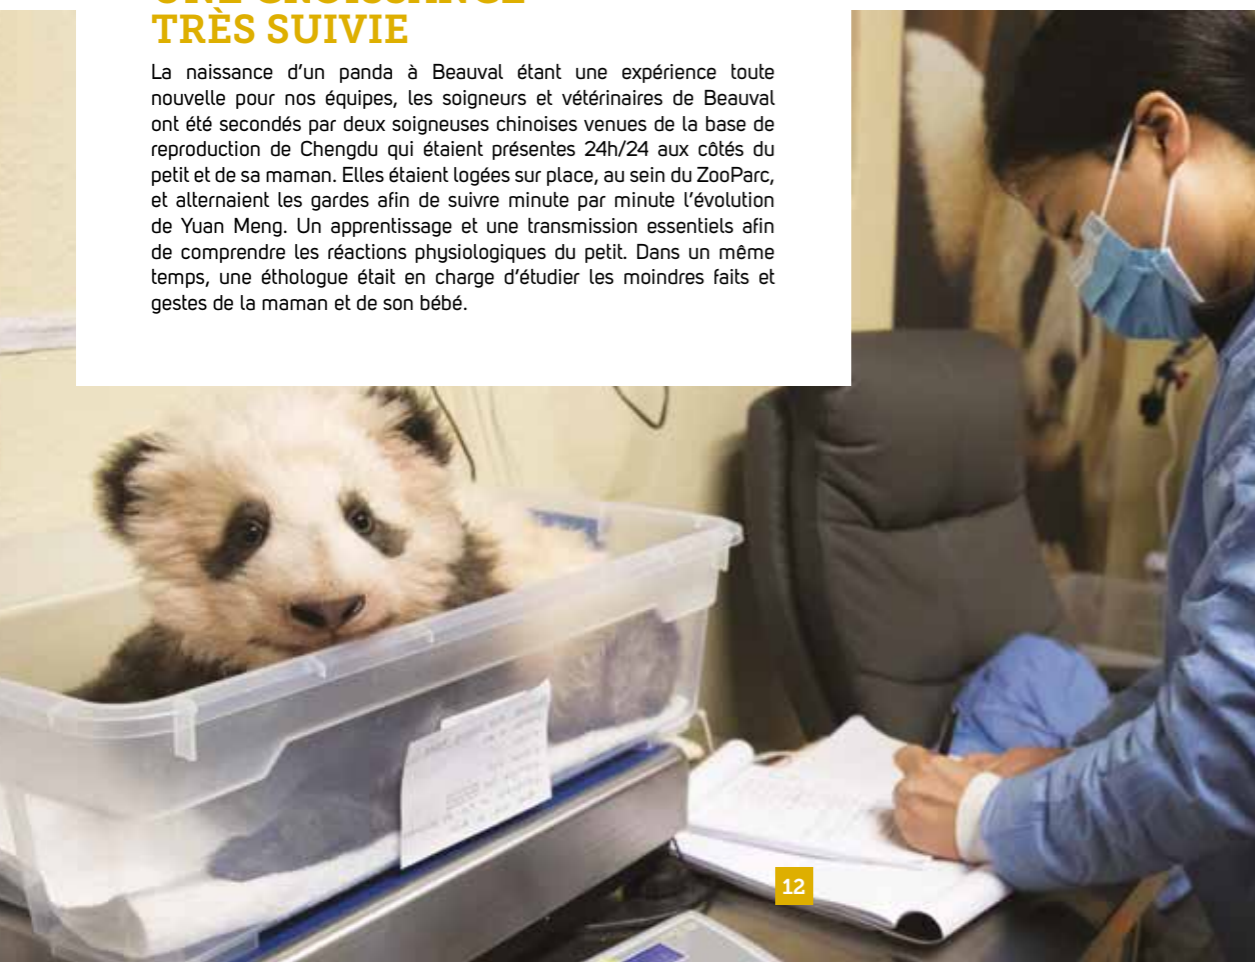 UNE CROISSANCE
TRÈS SUIVIE
La naissance d'un panda à Beauval étant une expérience toute
nouvelle pour nos équipes, les soigneurs et vétérinaires de Beauval
ont été secondés par deux soigneuses chinoises venues de la base de
reproduction de Chengdu qui étaient présentes 24h/24 aux côtés du
petit et de sa maman. Elles étaient logées sur place, au sein du ZooParc,
et alternaient les gardes afin de suivre minute par minute l'évolution
de Yuan Meng. Un apprentissage et une transmission essentiels afin
de comprendre les réactions physiologiques du petit. Dans un même
temps, une éthologue était en charge d'étudier les moindres faits et
gestes de la maman et de son bébé.
12